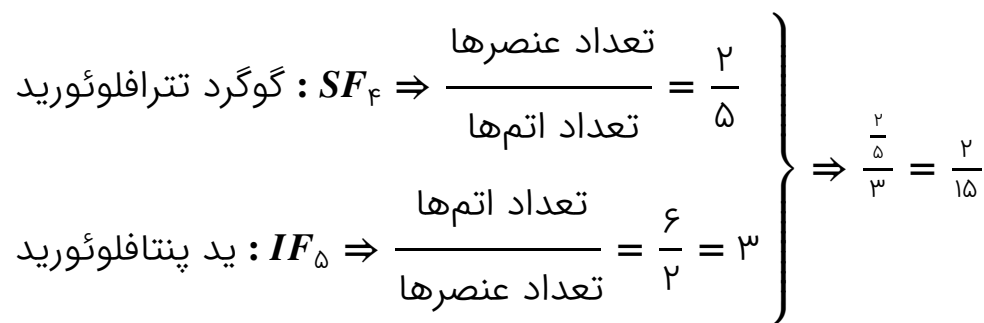 گوگرد تترافلوئورید : SF۴ ⇒ تعداد عنصرها / تعداد اتم‌ها = ۲/۵
ید پنتافلوئورید : IF۵ ⇒ تعداد اتم‌ها / تعداد عنصرها = ۶/۲ = ۳
} ⇒ (۲/۵)/۳ = ۲/۱۵